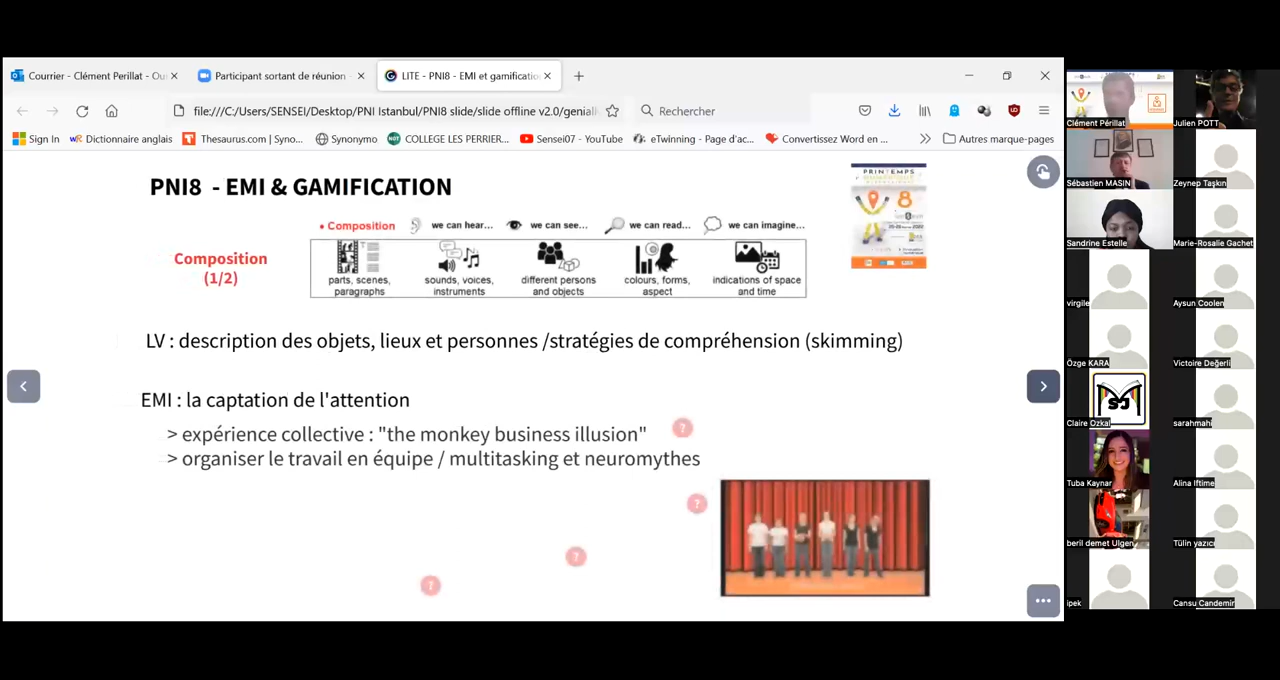 Courrier - Clément Perillat - Ou
Participant sortant de réunion -
LITE - PNI8 - EMI et gamificatio
file:///C:/Users/SENSEI/Desktop/PNI Istanbul/PNI8 slide/slide offline v2.0/genial
Rechercher
Sign In
Dictionnaire anglais
Thesaurus.com | Syno...
Synonymo
COLLEGE LES PERRIER...
Sensei07 - YouTube
eTwinning - Page d'ac...
Convertissez Word en ...
Autres marque-pages
PNI8 - EMI & GAMIFICATION
PRINTEMPS
8
• Composition
we can hear...
we can see...
we can read...
we can imagine...
Composition
(1/2)
parts, scenes,
paragraphs
sounds, voices,
instruments
different persons
and objects
colours, forms,
aspect
indications of space
and time
LV : description des objets, lieux et personnes /stratégies de compréhension (skimming)
EMI : la captation de l'attention
> expérience collective : "the monkey business illusion"
> organiser le travail en équipe / multitasking et neuromythes
?
?
?
?
Clément Périllat
Julien POTT
Sébastien MASIN
Zeynep Taşkın
Sandrine Estelle
Marie-Rosalie Gachet
virgile
Aysun Coolen
Özge KARA
Victoire Değerli
SJ
Claire Ozkal
sarahmahi
Tuba Kaynar
Alina Iftime
beril demet Ulgen
Tülin yazıcı
ipek
Cansu Candemir